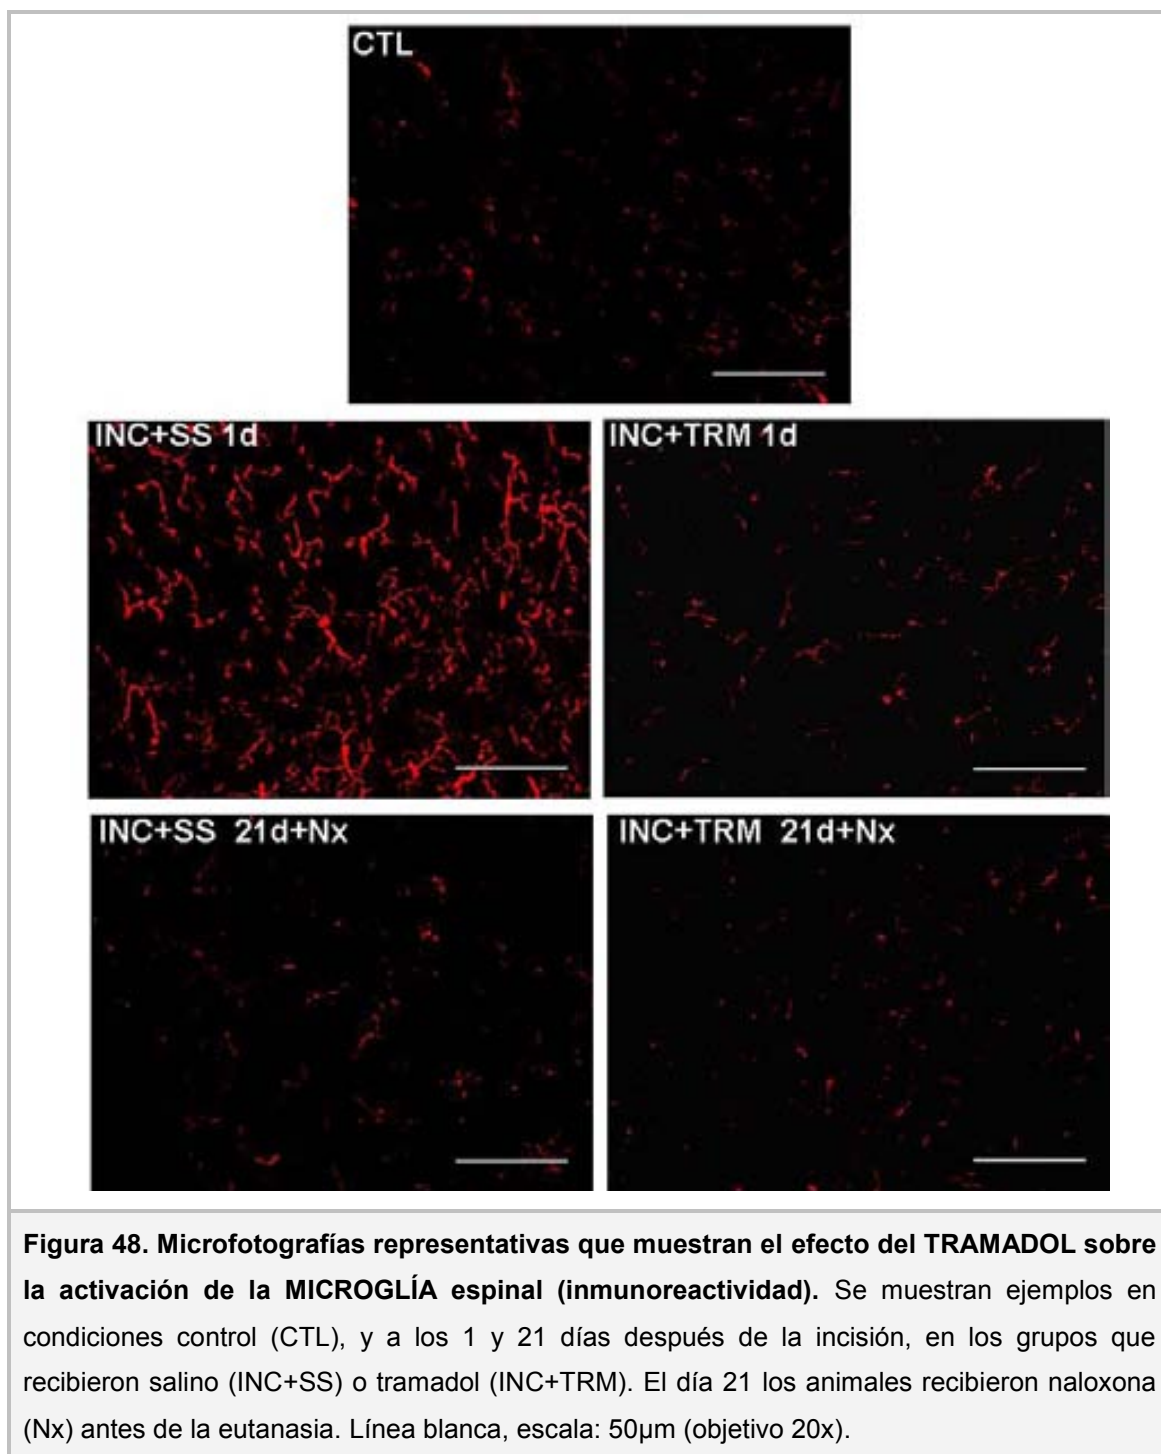 CTL
INC+SS 1d
INC+TRM 1d
INC+SS 21d+Nx
INC+TRM 21d+Nx
Figura 48. Microfotografías representativas que muestran el efecto del TRAMADOL sobre
la activación de la MICROGLÍA espinal (inmunoreactividad). Se muestran ejemplos en
condiciones control (CTL), y a los 1 y 21 días después de la incisión, en los grupos que
recibieron salino (INC+SS) o tramadol (INC+TRM). El día 21 los animales recibieron naloxona
(Nx) antes de la eutanasia. Línea blanca, escala: 50µm (objetivo 20x).